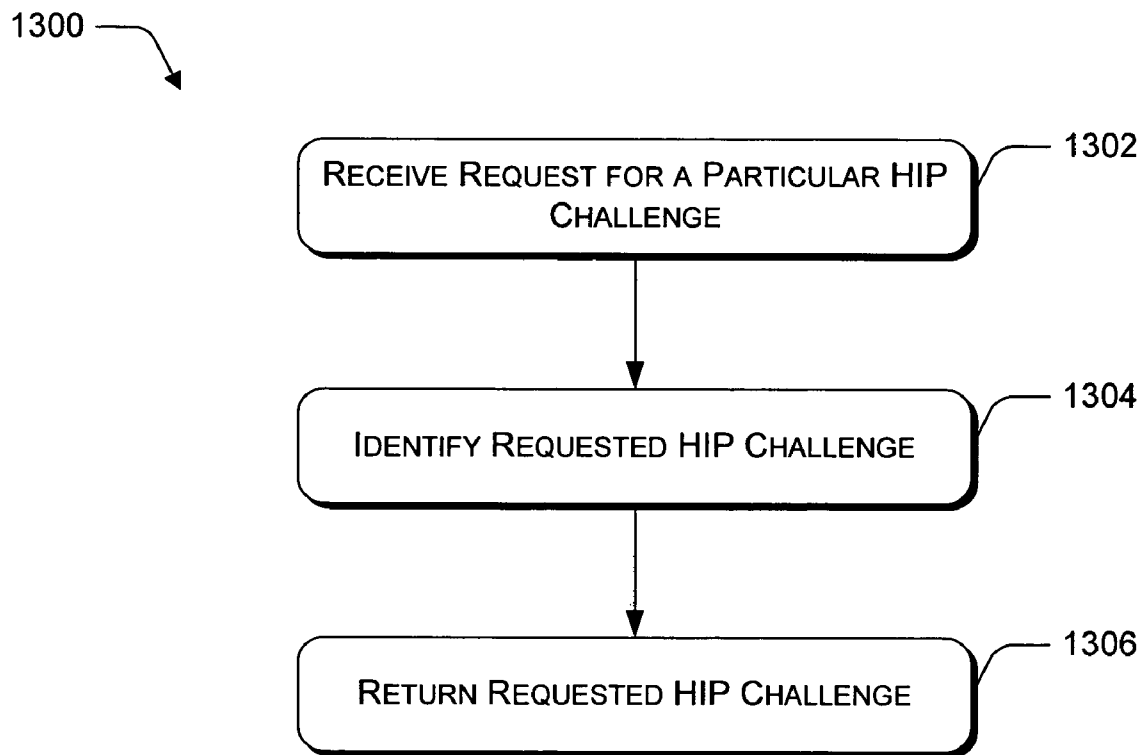 1300
1302
RECEIVE REQUEST FOR A PARTICULAR HIP
CHALLENGE
1304
IDENTIFY REQUESTED HIP CHALLENGE
1306
RETURN REQUESTED HIP CHALLENGE